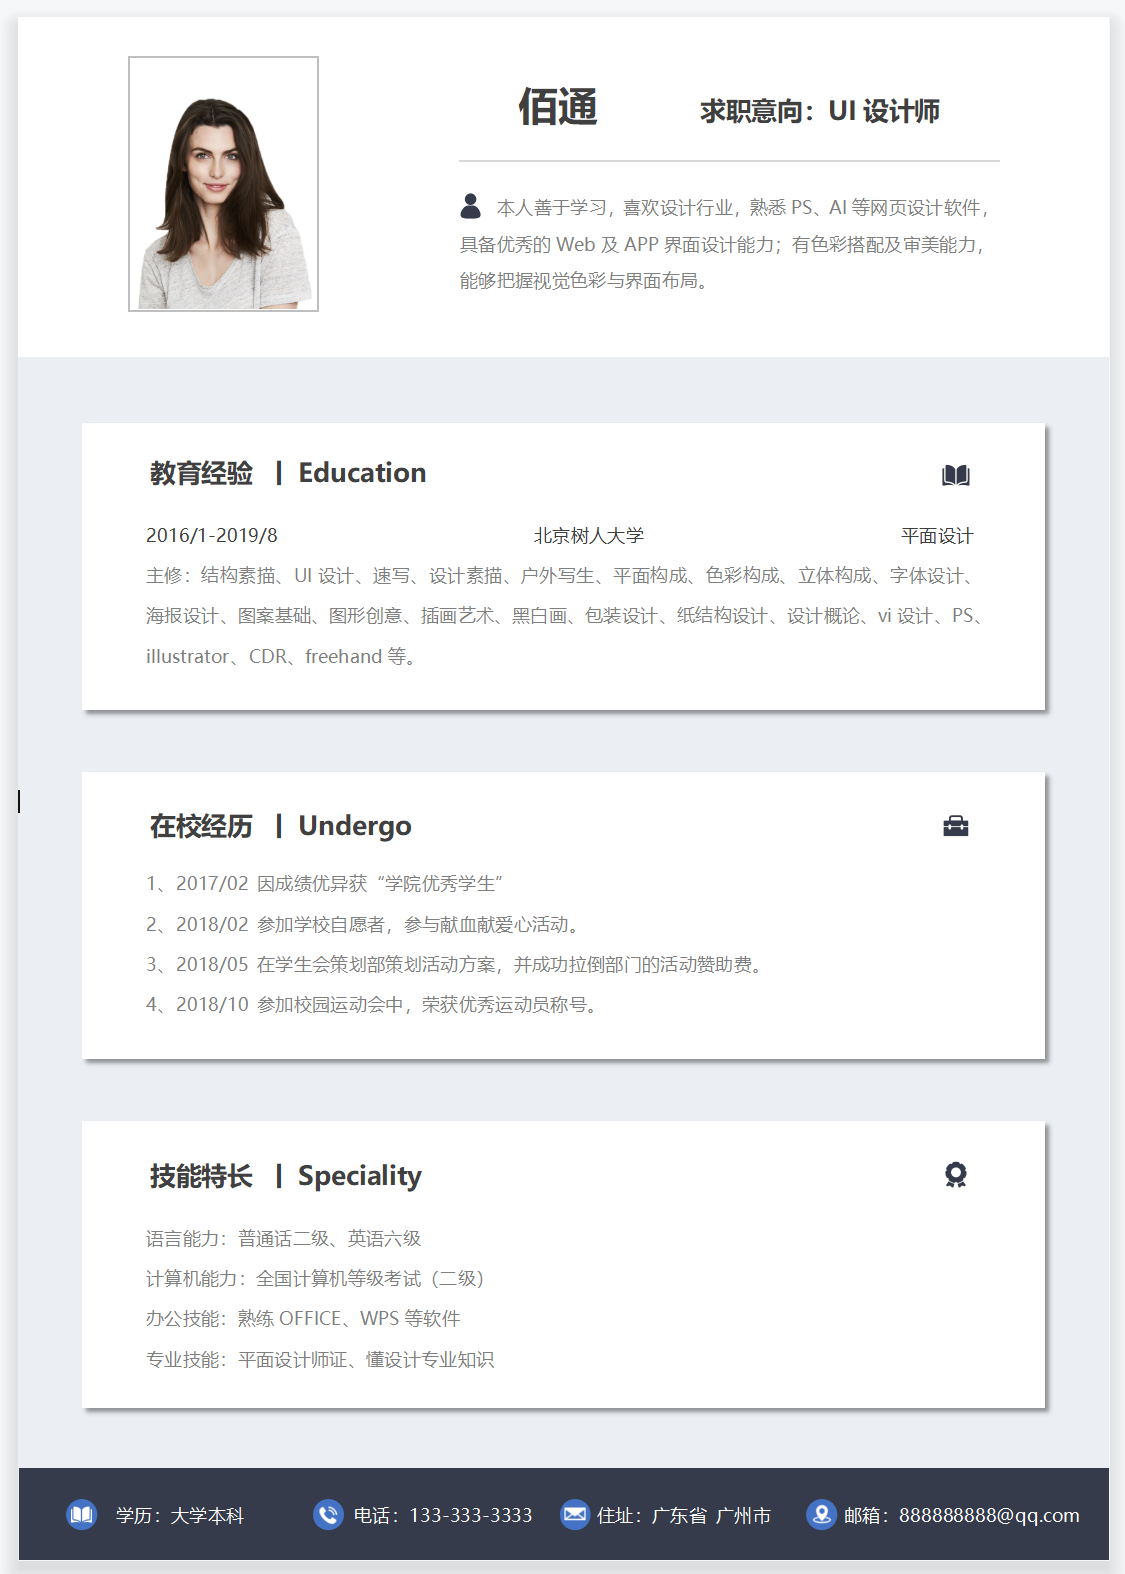 佰通
求职意向：UI 设计师
本人善于学习，喜欢设计行业，熟悉 PS、AI 等网页设计软件，
具备优秀的 Web 及 APP 界面设计能力；有色彩搭配及审美能力，
能够把握视觉色彩与界面布局。
教育经验 丨 Education
2016/1-2019/8 北京树人大学 平面设计
主修：结构素描、UI 设计、速写、设计素描、户外写生、平面构成、色彩构成、立体构成、字体设计、
海报设计、图案基础、图形创意、插画艺术、黑白画、包装设计、纸结构设计、设计概论、vi 设计、PS、
illustrator、CDR、freehand 等。
在校经历 丨 Undergo
1、2017/02 因成绩优异获“学院优秀学生”
2、2018/02 参加学校自愿者，参与献血献爱心活动。
3、2018/05 在学生会策划部策划活动方案，并成功拉倒部门的活动赞助费。
4、2018/10 参加校园运动会中，荣获优秀运动员称号。
技能特长 丨 Speciality
语言能力：普通话二级、英语六级
计算机能力：全国计算机等级考试（二级）
办公技能：熟练 OFFICE、WPS 等软件
专业技能：平面设计师证、懂设计专业知识
学历：大学本科 电话：133-333-3333 住址：广东省 广州市 邮箱：888888888@qq.com